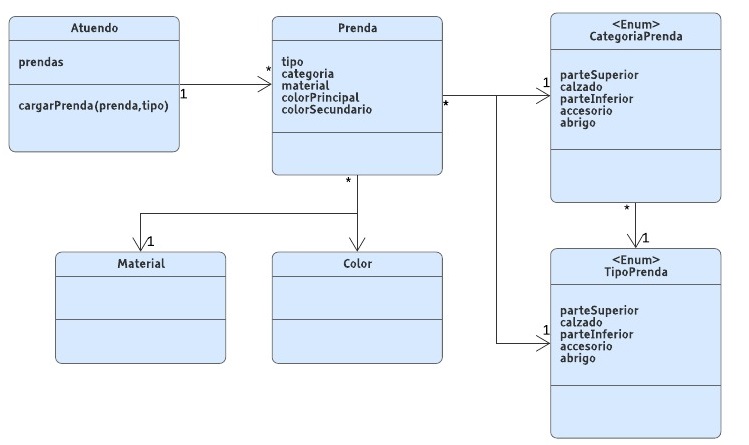 Atuendo
prendas
cargarPrenda(prenda,tipo)
1
*
Prenda
tipo
categoria
material
colorPrincipal
colorSecundario
*
*
1
<Enum>
CategoriaPrenda
parteSuperior
calzado
parteInferior
accesorio
abrigo
*
1
1
Material
Color
1
<Enum>
TipoPrenda
parteSuperior
calzado
parteInferior
accesorio
abrigo